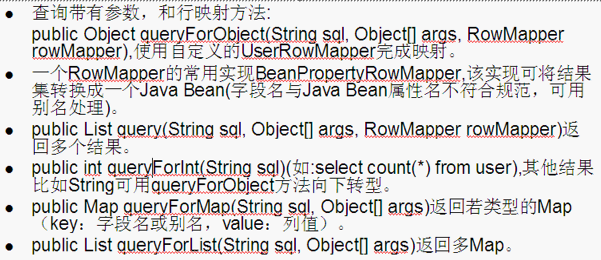 ● 查询带有参数，和行映射方法:
public Object queryForObject(String sql, Object[] args, RowMapper
rowMapper),使用自定义的UserRowMapper完成映射。
● 一个RowMapper的常用实现BeanPropertyRowMapper,该实现可将结果
集转换成一个Java Bean(字段名与Java Bean属性名不符合规范，可用
别名处理)。
● public List query(String sql, Object[] args, RowMapper rowMapper)返
回多个结果。
● public int queryForInt(String sql)(如:select count(*) from user),其他结果
比如String可用queryForObject方法向下转型。
● public Map queryForMap(String sql, Object[] args)返回若类型的Map
（key：字段名或别名，value：列值）。
● public List queryForList(String sql, Object[] args)返回多Map。